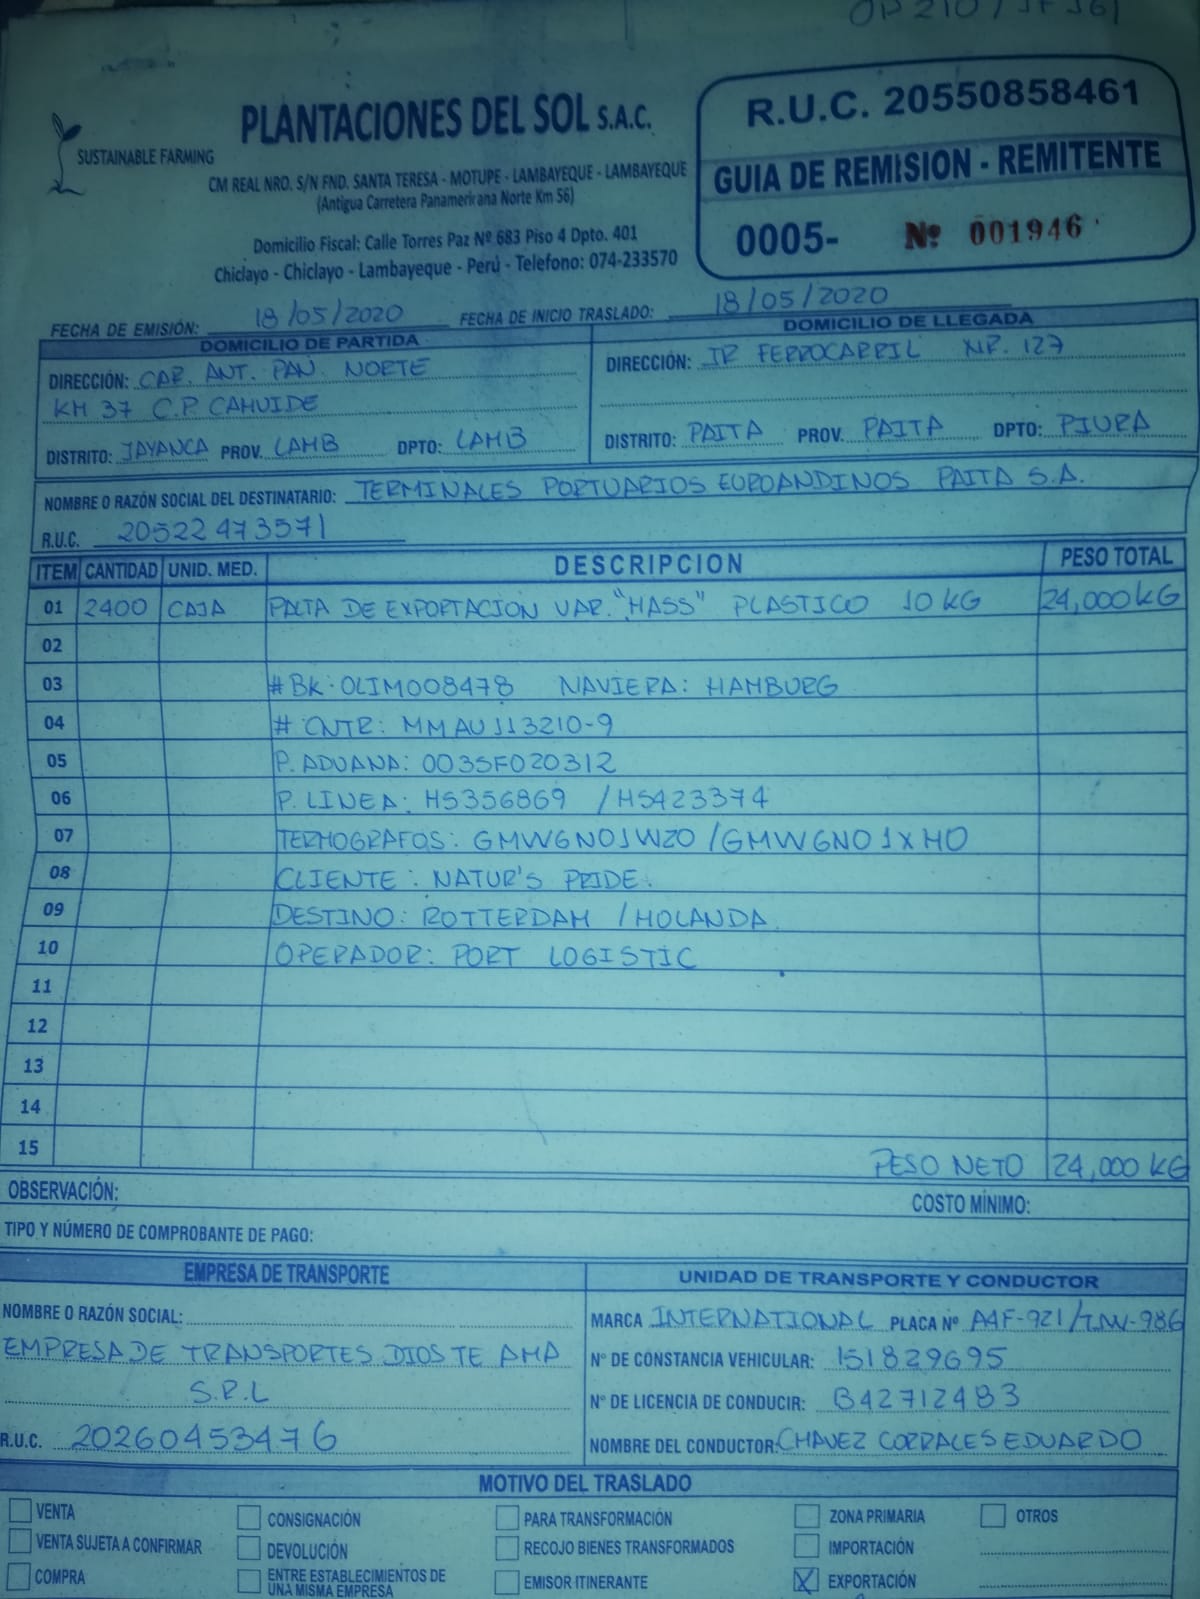 PLANTACIONES DEL SOL S.A.C.
SUSTAINABLE FARMING
CM REAL NRO. S/N FND. SANTA TERESA - MOTUPE - LAMBAYEQUE - LAMBAYEQUE
(Antigua Carretera Panamericana Norte Km 56)
Domicilio Fiscal: Calle Torres Paz Nº 683 Piso 4 Dpto. 401
Chiclayo - Chiclayo - Lambayeque - Perú - Telefono: 074-233570
R.U.C. 20550858461
GUIA DE REMISION - REMITENTE
0005- Nº 001946
FECHA DE EMISIÓN: 18/05/2020 FECHA DE INICIO TRASLADO: 18/05/2020
DOMICILIO DE PARTIDA
DIRECCIÓN: CAR. ANT. PAN. NORTE
KM 37 C.P. CAHUIDE
DISTRITO: JAYANCA PROV. LAMB DPTO: LAMB
DOMICILIO DE LLEGADA
DIRECCIÓN: JR FERROCARRIL NR. 127
DISTRITO: PAITA PROV. PAITA DPTO: PIURA
NOMBRE O RAZÓN SOCIAL DEL DESTINATARIO: TERMINALES PORTUARIOS EUROANDINOS PAITA S.A.
R.U.C. 20522473571
ITEM CANTIDAD UNID. MED. DESCRIPCION PESO TOTAL
01 2400 CAJA PALTA DE EXPORTACION VAR. "HASS" PLASTICO 10 KG 24,000 KG
02
03 # BK: OLIM008478 NAVIERA: HAMBURG
04 # CNTR: MMAU113210-9
05 P. ADUANA: 0035F020312
06 P. LINEA: H5356869 / H5423374
07 TERMOGRAFOS: GMWGN01WZ0 / GMWGN01XM0
08 CLIENTE: NATUR'S PRIDE.
09 DESTINO: ROTTERDAM / HOLANDA
10 OPERADOR: PORT LOGISTIC
11
12
13
14
15 PESO NETO 24,000 KG
OBSERVACIÓN: COSTO MÍNIMO:
TIPO Y NÚMERO DE COMPROBANTE DE PAGO:
EMPRESA DE TRANSPORTE
NOMBRE O RAZÓN SOCIAL:
EMPRESA DE TRANSPORTES DIOS TE AMA
S.R.L
R.U.C. 20260453476
UNIDAD DE TRANSPORTE Y CONDUCTOR
MARCA INTERNATIONAL PLACA Nº
Nº DE CONSTANCIA VEHICULAR: 151829695
Nº DE LICENCIA DE CONDUCIR: B42712483
NOMBRE DEL CONDUCTOR: CHAVEZ CORRALES EDUARDO
MOTIVO DEL TRASLADO
VENTA CONSIGNACIÓN PARA TRANSFORMACIÓN ZONA PRIMARIA OTROS
VENTA SUJETA A CONFIRMAR DEVOLUCIÓN RECOJO BIENES TRANSFORMADOS IMPORTACIÓN
COMPRA ENTRE ESTABLECIMIENTOS DE UNA MISMA EMPRESA EMISOR ITINERANTE X EXPORTACIÓN